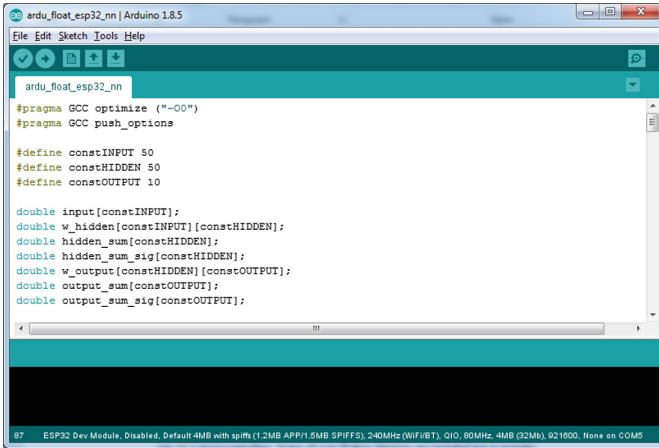 ardu_float_esp32_nn | Arduino 1.8.5
File Edit Sketch Tools Help
ardu_float_esp32_nn
#pragma GCC optimize ("-O0")
#pragma GCC push_options
#define constINPUT 50
#define constHIDDEN 50
#define constOUTPUT 10
double input[constINPUT];
double w_hidden[constINPUT][constHIDDEN];
double hidden_sum[constHIDDEN];
double hidden_sum_sig[constHIDDEN];
double w_output[constHIDDEN][constOUTPUT];
double output_sum[constOUTPUT];
double output_sum_sig[constOUTPUT];
87 ESP32 Dev Module, Disabled, Default 4MB with spiffs (1.2MB APP/1.5MB SPIFFS), 240MHz (WiFi/BT), QIO, 80MHz, 4MB (32Mb), 921600, None on COM5